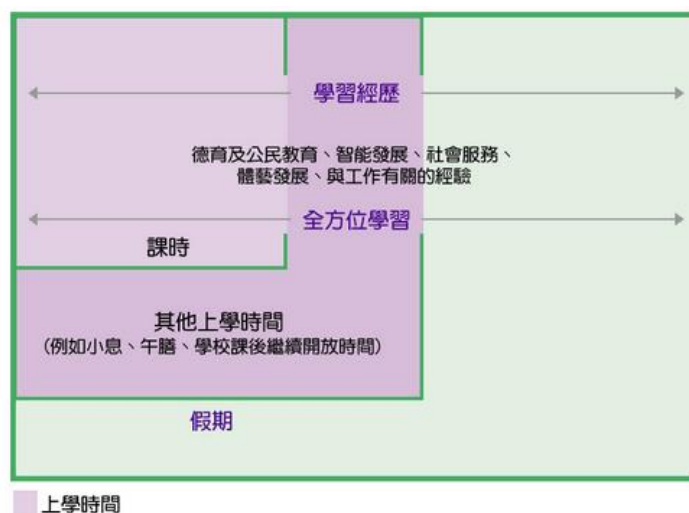 學習經歷
德育及公民教育、智能發展、社會服務、
體藝發展、與工作有關的經驗
全方位學習
課時
其他上學時間
(例如小息、午膳、學校課後繼續開放時間)
假期
上學時間